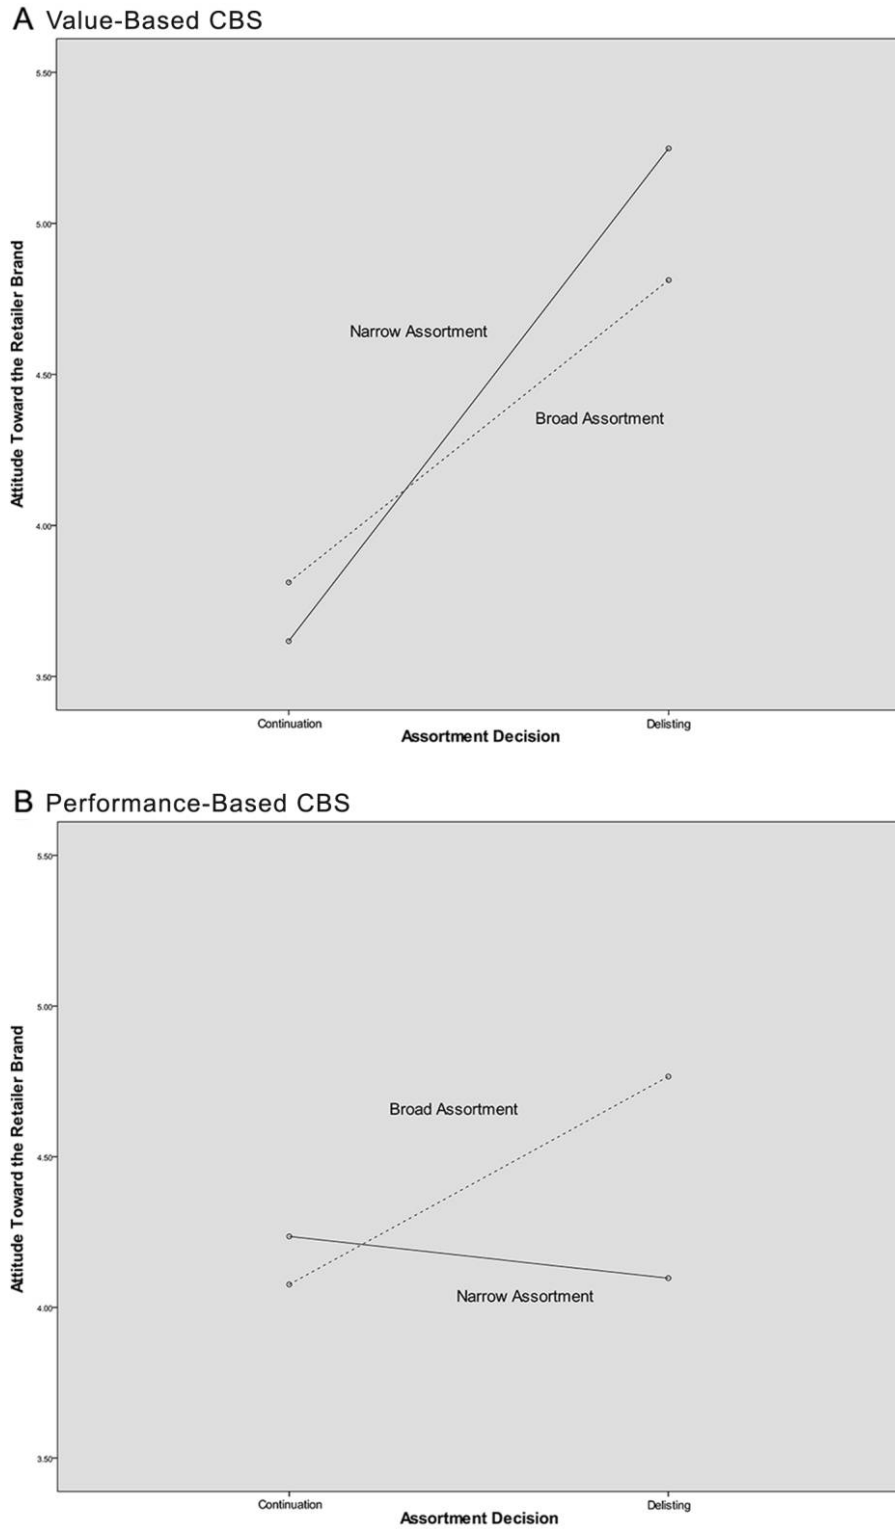 A Value-Based CBS
5.50
5.00
4.50
4.00
3.50
Attitude Toward the Retailer Brand
Narrow Assortment
Broad Assortment
Continuation
Delisting
Assortment Decision
B Performance-Based CBS
5.50
5.00
4.50
4.00
3.50
Attitude Toward the Retailer Brand
Broad Assortment
Narrow Assortment
Continuation
Delisting
Assortment Decision